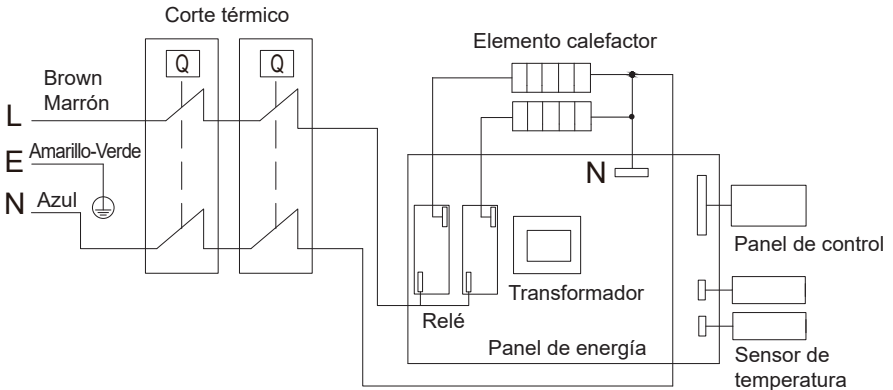 Corte térmico
Q
Q
Elemento calefactor
Brown
Marrón
L
E
Amarillo-Verde
N
Azul
N
Panel de control
Transformador
Relé
Panel de energía
Sensor de
temperatura